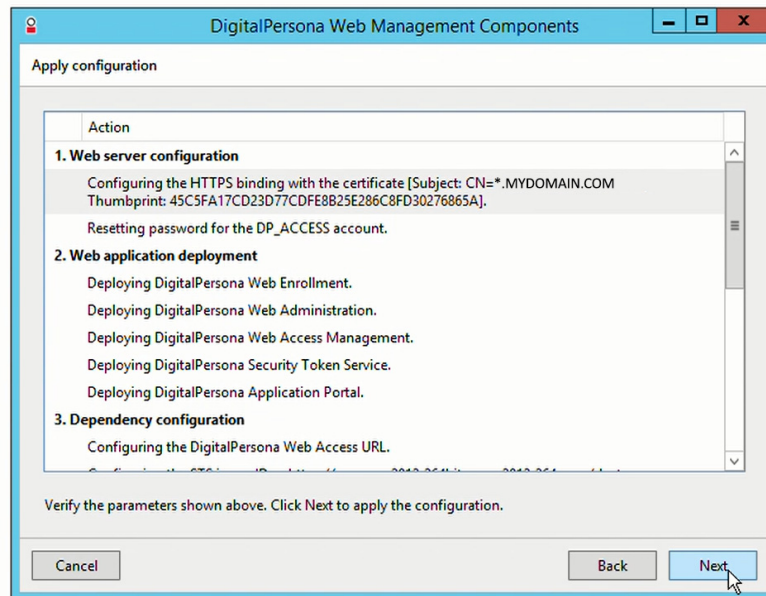 DigitalPersona Web Management Components
Apply configuration
Action
1. Web server configuration
Configuring the HTTPS binding with the certificate [Subject: CN=*.MYDOMAIN.COM
Thumbprint: 45C5FA17CD23D77CDFE8B25E286C8FD30276865A].
Resetting password for the DP_ACCESS account.
2. Web application deployment
Deploying DigitalPersona Web Enrollment.
Deploying DigitalPersona Web Administration.
Deploying DigitalPersona Web Access Management.
Deploying DigitalPersona Security Token Service.
Deploying DigitalPersona Application Portal.
3. Dependency configuration
Configuring the DigitalPersona Web Access URL.
Verify the parameters shown above. Click Next to apply the configuration.
Cancel
Back
Next